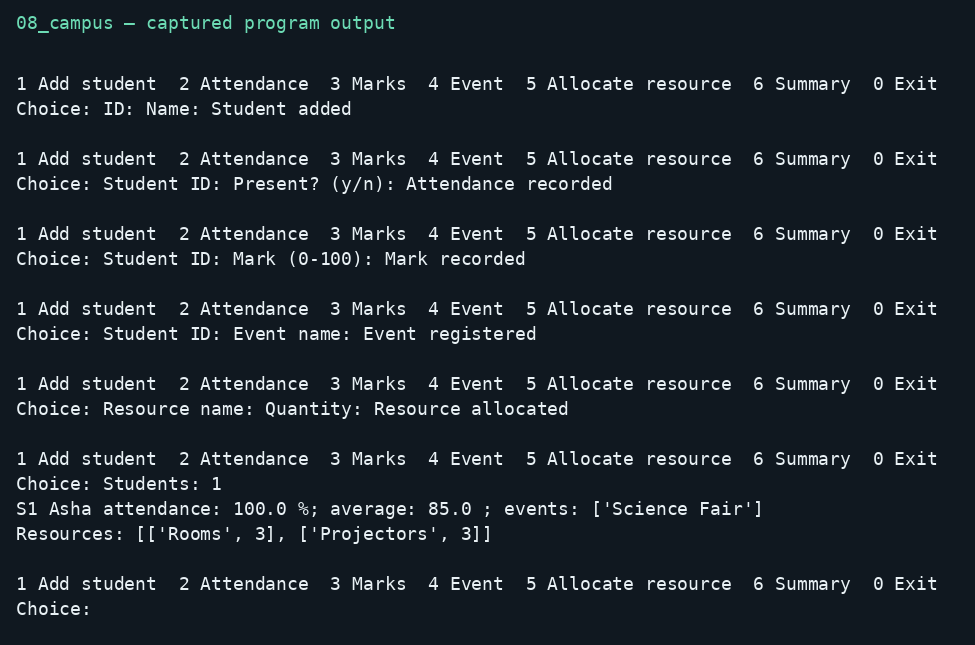 08_campus — captured program output
1 Add student  2 Attendance  3 Marks  4 Event  5 Allocate resource  6 Summary  0 Exit
Choice: ID: Name: Student added
1 Add student  2 Attendance  3 Marks  4 Event  5 Allocate resource  6 Summary  0 Exit
Choice: Student ID: Present? (y/n): Attendance recorded
1 Add student  2 Attendance  3 Marks  4 Event  5 Allocate resource  6 Summary  0 Exit
Choice: Student ID: Mark (0-100): Mark recorded
1 Add student  2 Attendance  3 Marks  4 Event  5 Allocate resource  6 Summary  0 Exit
Choice: Student ID: Event name: Event registered
1 Add student  2 Attendance  3 Marks  4 Event  5 Allocate resource  6 Summary  0 Exit
Choice: Resource name: Quantity: Resource allocated
1 Add student  2 Attendance  3 Marks  4 Event  5 Allocate resource  6 Summary  0 Exit
Choice: Students: 1
S1 Asha attendance: 100.0 %; average: 85.0 ; events: ['Science Fair']
Resources: [['Rooms', 3], ['Projectors', 3]]
1 Add student  2 Attendance  3 Marks  4 Event  5 Allocate resource  6 Summary  0 Exit
Choice: